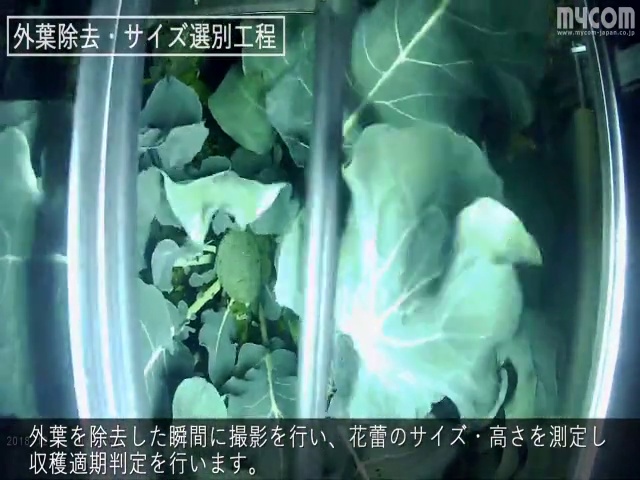 外葉除去・サイズ選別工程
mycom
www.mycom-japan.co.jp
2018
外葉を除去した瞬間に撮影を行い、花蕾のサイズ・高さを測定し
収穫適期判定を行います。